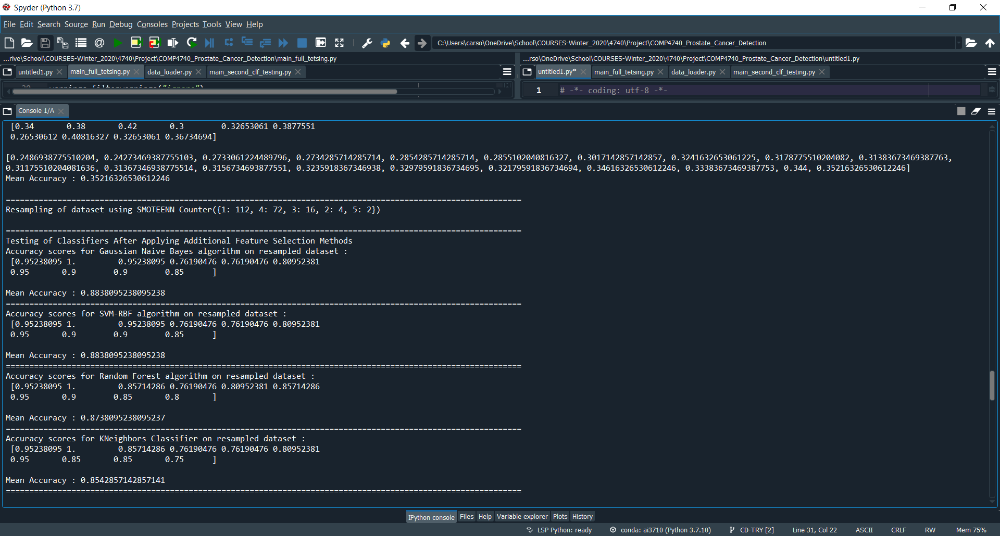 Spyder (Python 3.7)
File Edit Search Source Run Debug Consoles Projects Tools View Help
C:\Users\carso\OneDrive\School\COURSES-Winter_2020\4740\Project\COMP4740_Prostate_Cancer_Detection
...rive\School\COURSES-Winter_2020\4740\Project\COMP4740_Prostate_Cancer_Detection\main_full_tetsing.py
...rso\OneDrive\School\COURSES-Winter_2020\4740\Project\COMP4740_Prostate_Cancer_Detection\untitled1.py
untitled1.py main_full_tetsing.py data_loader.py main_second_clf_testing.py
untitled1.py* main_full_tetsing.py data_loader.py main_second_clf_testing.py
warnings.filterwarnings("ignore")
1 # -*- coding: utf-8 -*-
Console 1/A
[0.34 0.38 0.42 0.3 0.32653061 0.3877551
0.26530612 0.40816327 0.32653061 0.36734694]
[0.2486938775510204, 0.24273469387755103, 0.2733061224489796, 0.2734285714285714, 0.2854285714285714, 0.2855102040816327, 0.3017142857142857, 0.3241632653061225, 0.3178775510204082, 0.31383673469387763,
0.31175510204081636, 0.31367346938775514, 0.3156734693877551, 0.3235918367346938, 0.32979591836734695, 0.32179591836734694, 0.34616326530612246, 0.33383673469387753, 0.344, 0.35216326530612246]
Mean Accuracy : 0.35216326530612246
==============================================================================================================
Resampling of dataset using SMOTEENN Counter({1: 112, 4: 72, 3: 16, 2: 4, 5: 2})
==============================================================================================================
Testing of Classifiers After Applying Additional Feature Selection Methods
Accuracy scores for Gaussian Naive Bayes algorithm on resampled dataset :
[0.95238095 1. 0.95238095 0.76190476 0.76190476 0.80952381
0.95 0.9 0.9 0.85 ]
Mean Accuracy : 0.8838095238095238
==============================================================================================================
Accuracy scores for SVM-RBF algorithm on resampled dataset :
[0.95238095 1. 0.95238095 0.76190476 0.76190476 0.80952381
0.95 0.9 0.9 0.85 ]
Mean Accuracy : 0.8838095238095238
==============================================================================================================
Accuracy scores for Random Forest algorithm on resampled dataset :
[0.95238095 1. 0.85714286 0.76190476 0.80952381 0.85714286
0.95 0.9 0.85 0.8 ]
Mean Accuracy : 0.8738095238095237
==============================================================================================================
Accuracy scores for KNeighbors Classifier on resampled dataset :
[0.95238095 1. 0.85714286 0.76190476 0.76190476 0.80952381
0.95 0.85 0.85 0.75 ]
Mean Accuracy : 0.8542857142857141
==============================================================================================================
IPython console Files Help Variable explorer Plots History
LSP Python: ready conda: ai3710 (Python 3.7.10) CD-TRY [2] Line 31, Col 22 ASCII CRLF RW Mem 75%